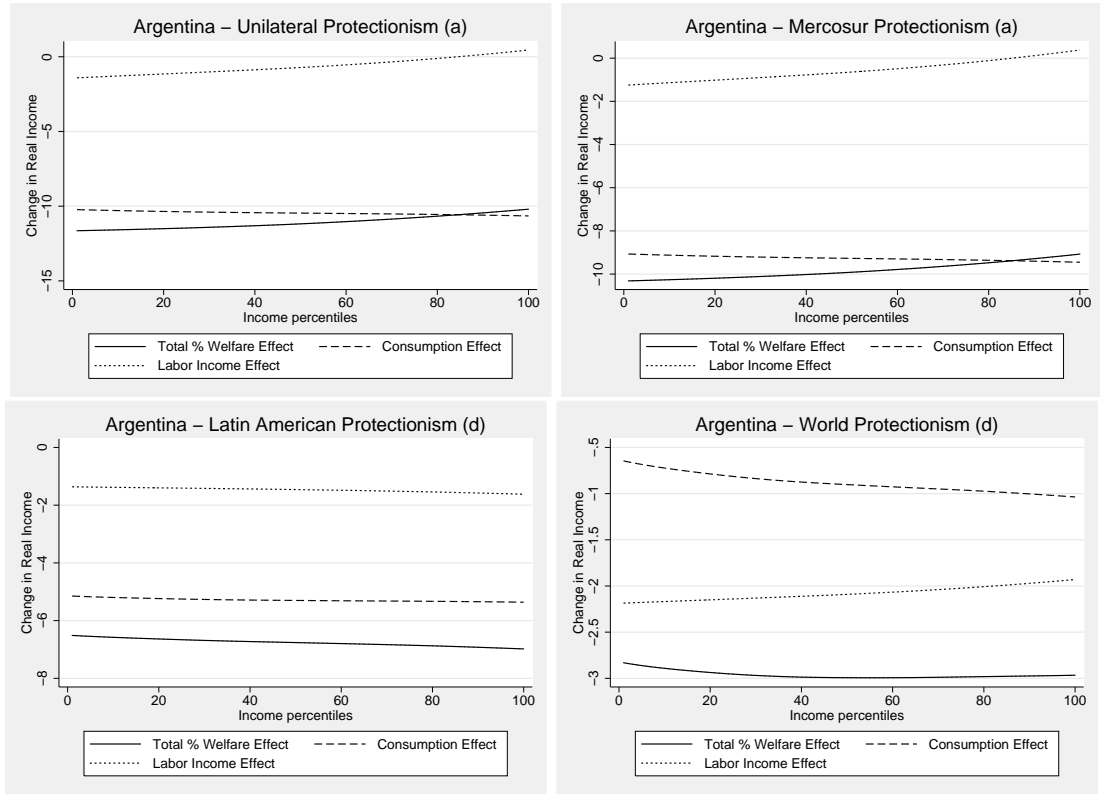 Argentina – Unilateral Protectionism (a)
Change in Real Income
0
−5
−10
−15
0 20 40 60 80 100
Income percentiles
Total % Welfare Effect Consumption Effect
Labor Income Effect
Argentina – Mercosur Protectionism (a)
Change in Real Income
0
−2
−4
−6
−8
−10
0 20 40 60 80 100
Income percentiles
Total % Welfare Effect Consumption Effect
Labor Income Effect
Argentina – Latin American Protectionism (d)
Change in Real Income
0
−2
−4
−6
−8
0 20 40 60 80 100
Income percentiles
Total % Welfare Effect Consumption Effect
Labor Income Effect
Argentina – World Protectionism (d)
Change in Real Income
−.5
−1
−1.5
−2
−2.5
−3
0 20 40 60 80 100
Income percentiles
Total % Welfare Effect Consumption Effect
Labor Income Effect